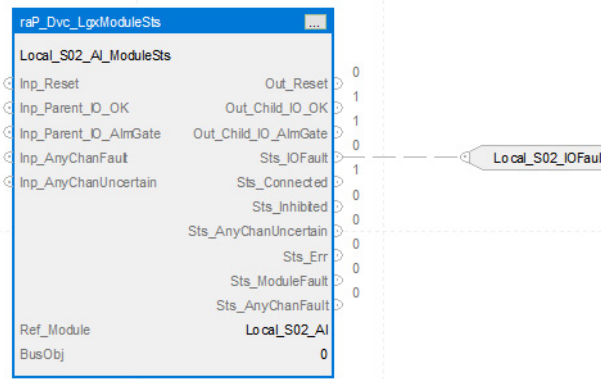 raP_Dvc_LgxModuleSts ...
Local_S02_AI_ModuleSts
0
Inp_Reset Out_Reset
1
Inp_Parent_IO_OK Out_Child_IO_OK
1
Inp_Parent_IO_AlmGate Out_Child_IO_AlmGate
0
Inp_AnyChanFault Sts_IOFault Local_S02_IOFaul
1
Inp_AnyChanUncertain Sts_Connected
0
Sts_Inhibited
0
Sts_AnyChanUncertain
0
Sts_Err
0
Sts_ModuleFault
0
Sts_AnyChanFault
Ref_Module Local_S02_AI
BusObj 0